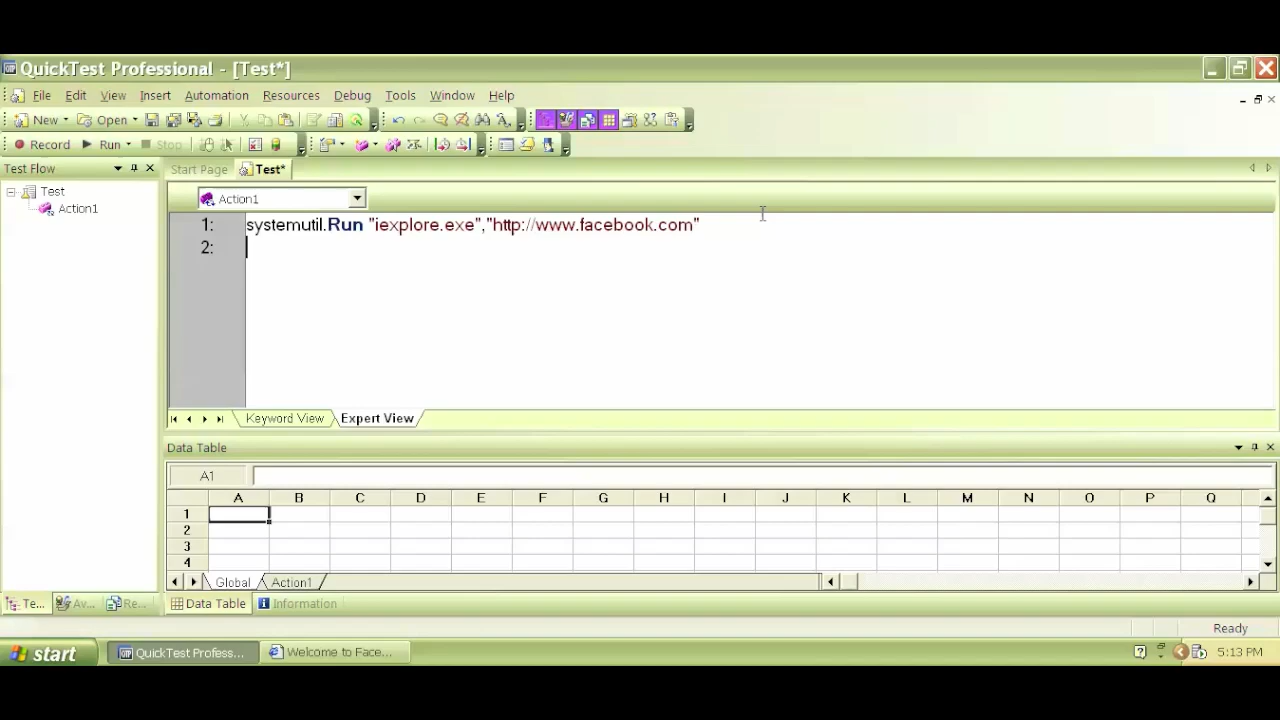 QuickTest Professional - [Test*]
File Edit View Insert Automation Resources Debug Tools Window Help
New Open
Record Run Stop
Test Flow
Start Page Test*
Test
Action1
Action1
1: systemutil.Run "iexplore.exe","http://www.facebook.com"
2:
Keyword View Expert View
Data Table
A1
A B C D E F G H I J K L M N O P Q
1
2
3
4
Global Action1
Te... Av... Re... Data Table Information
Ready
start QuickTest Profess... Welcome to Face... 5:13 PM